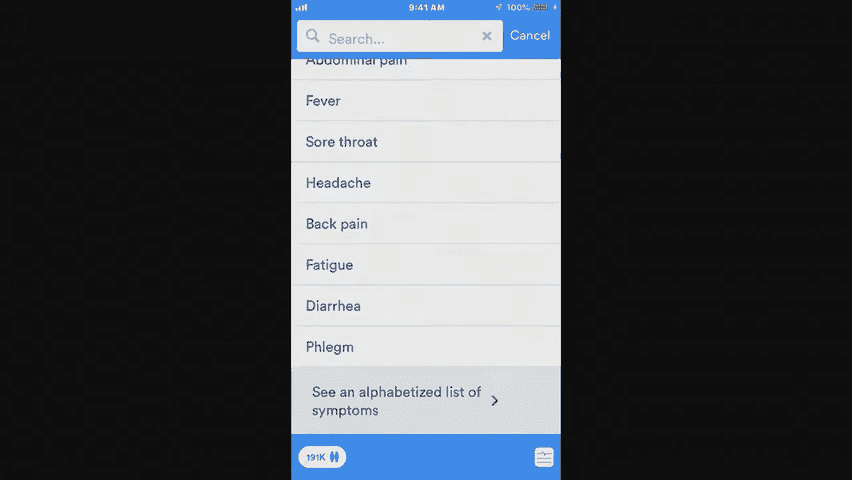 9:41 AM 100%
Search... Cancel
Abdominal pain
Fever
Sore throat
Headache
Back pain
Fatigue
Diarrhea
Phlegm
See an alphabetized list of
symptoms
191K